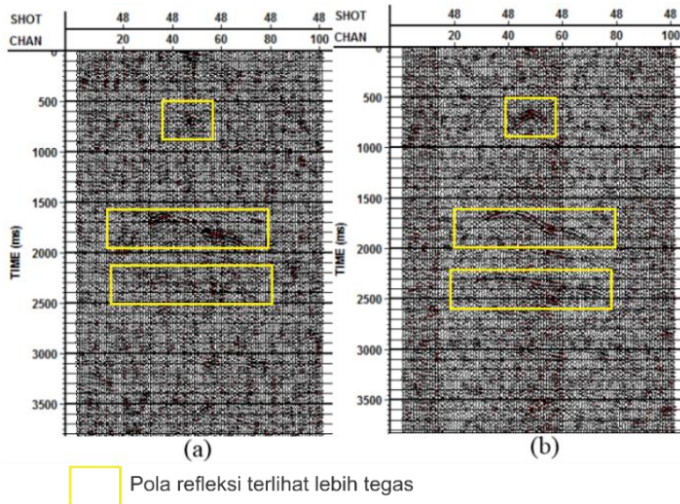 SHOT 48 48 48 48 48 48 48 48 48 48
CHAN 20 40 60 80 100 CHAN 20 40 60 80 100
0 0
500 500
1000 1000
1500 1500
TIME (ms) TIME (ms)
2000 2000
2500 2500
3000 3000
3500 3500
(a) (b)
Pola refleksi terlihat lebih tegas